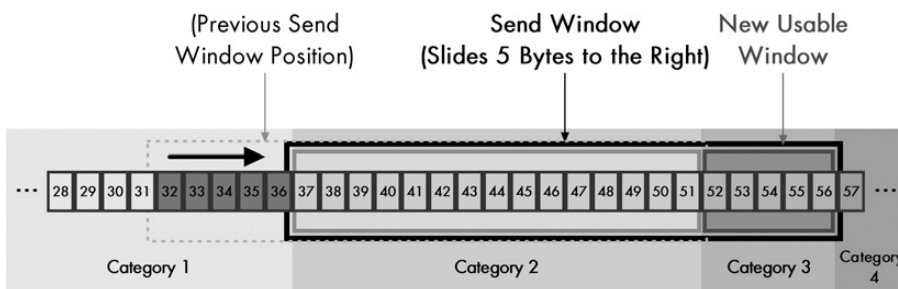 (Previous Send
Window Position)
Send Window
(Slides 5 Bytes to the Right)
New Usable
Window
... 28 29 30 31 32 33 34 35 36 37 38 39 40 41 42 43 44 45 46 47 48 49 50 51 52 53 54 55 56 57 ...
Category 1
Category 2
Category 3
Category
4